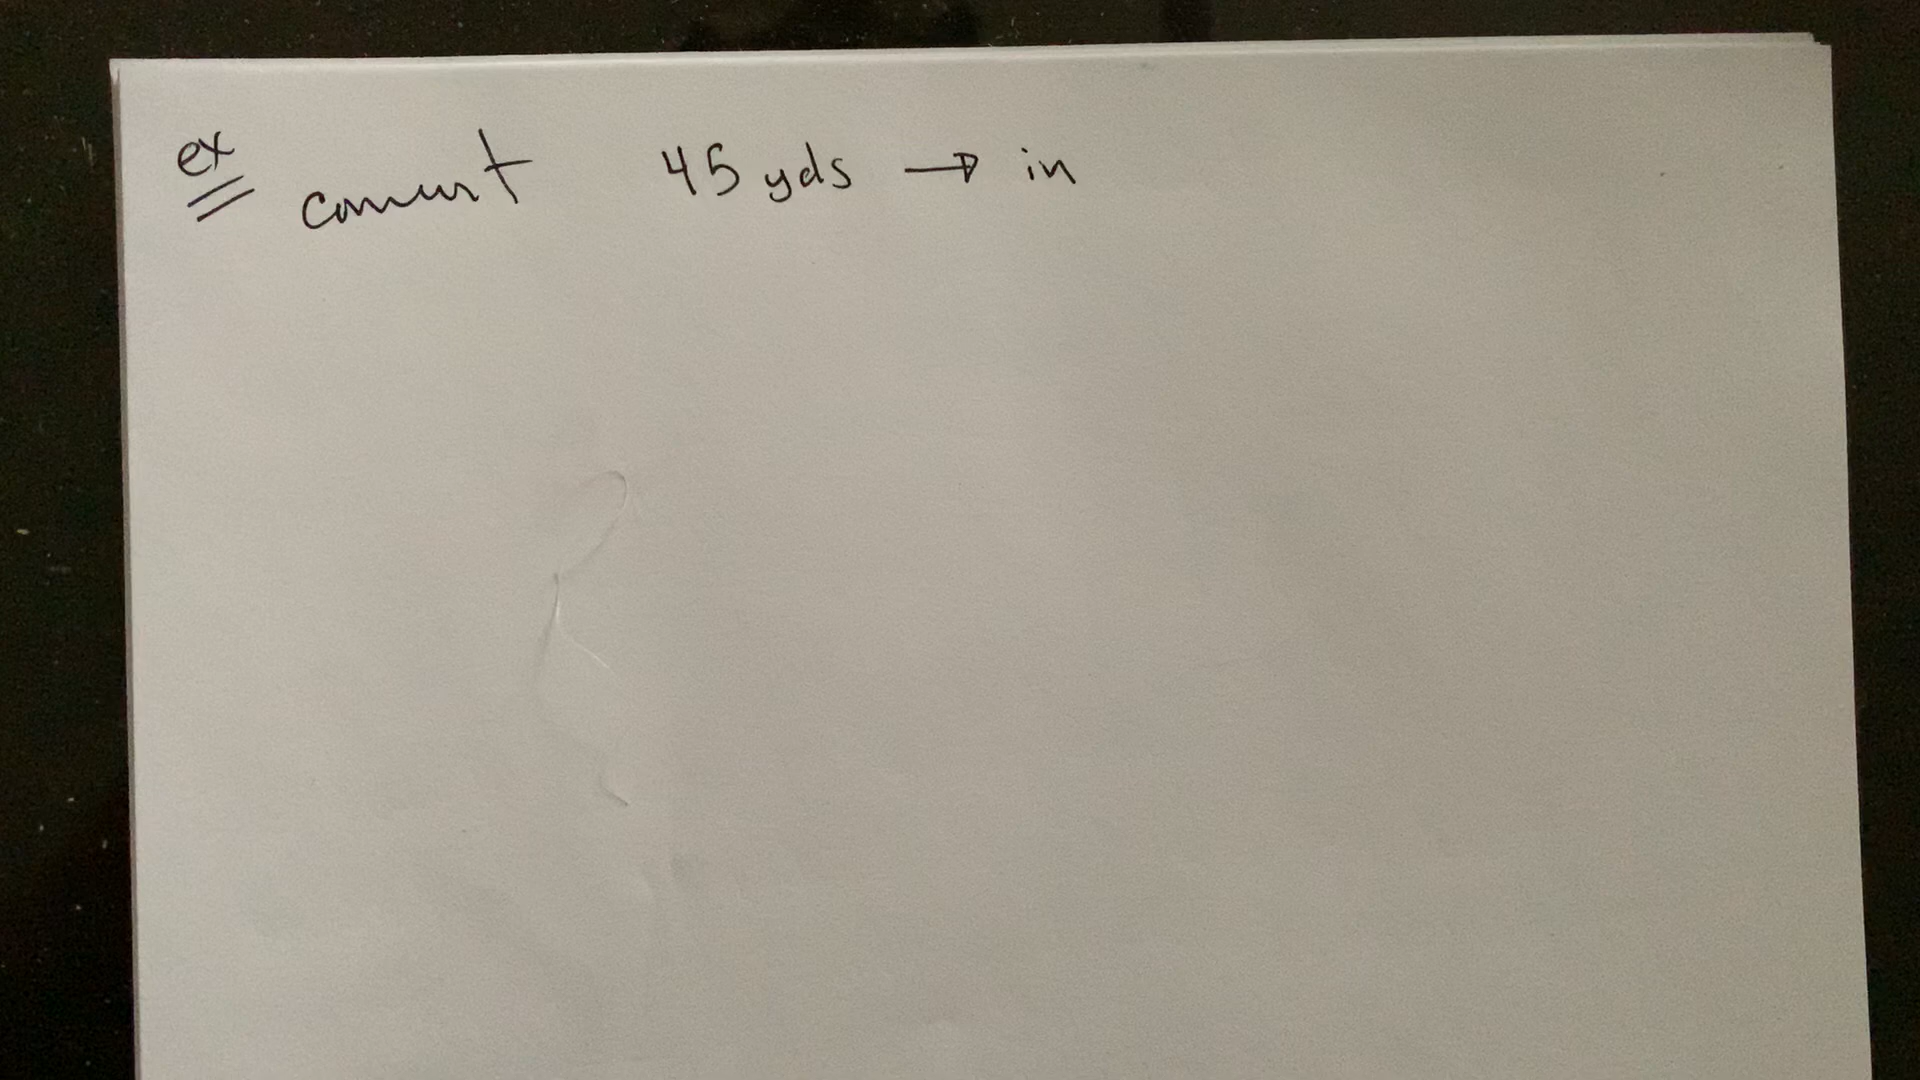 ex
convert 45 yds → in